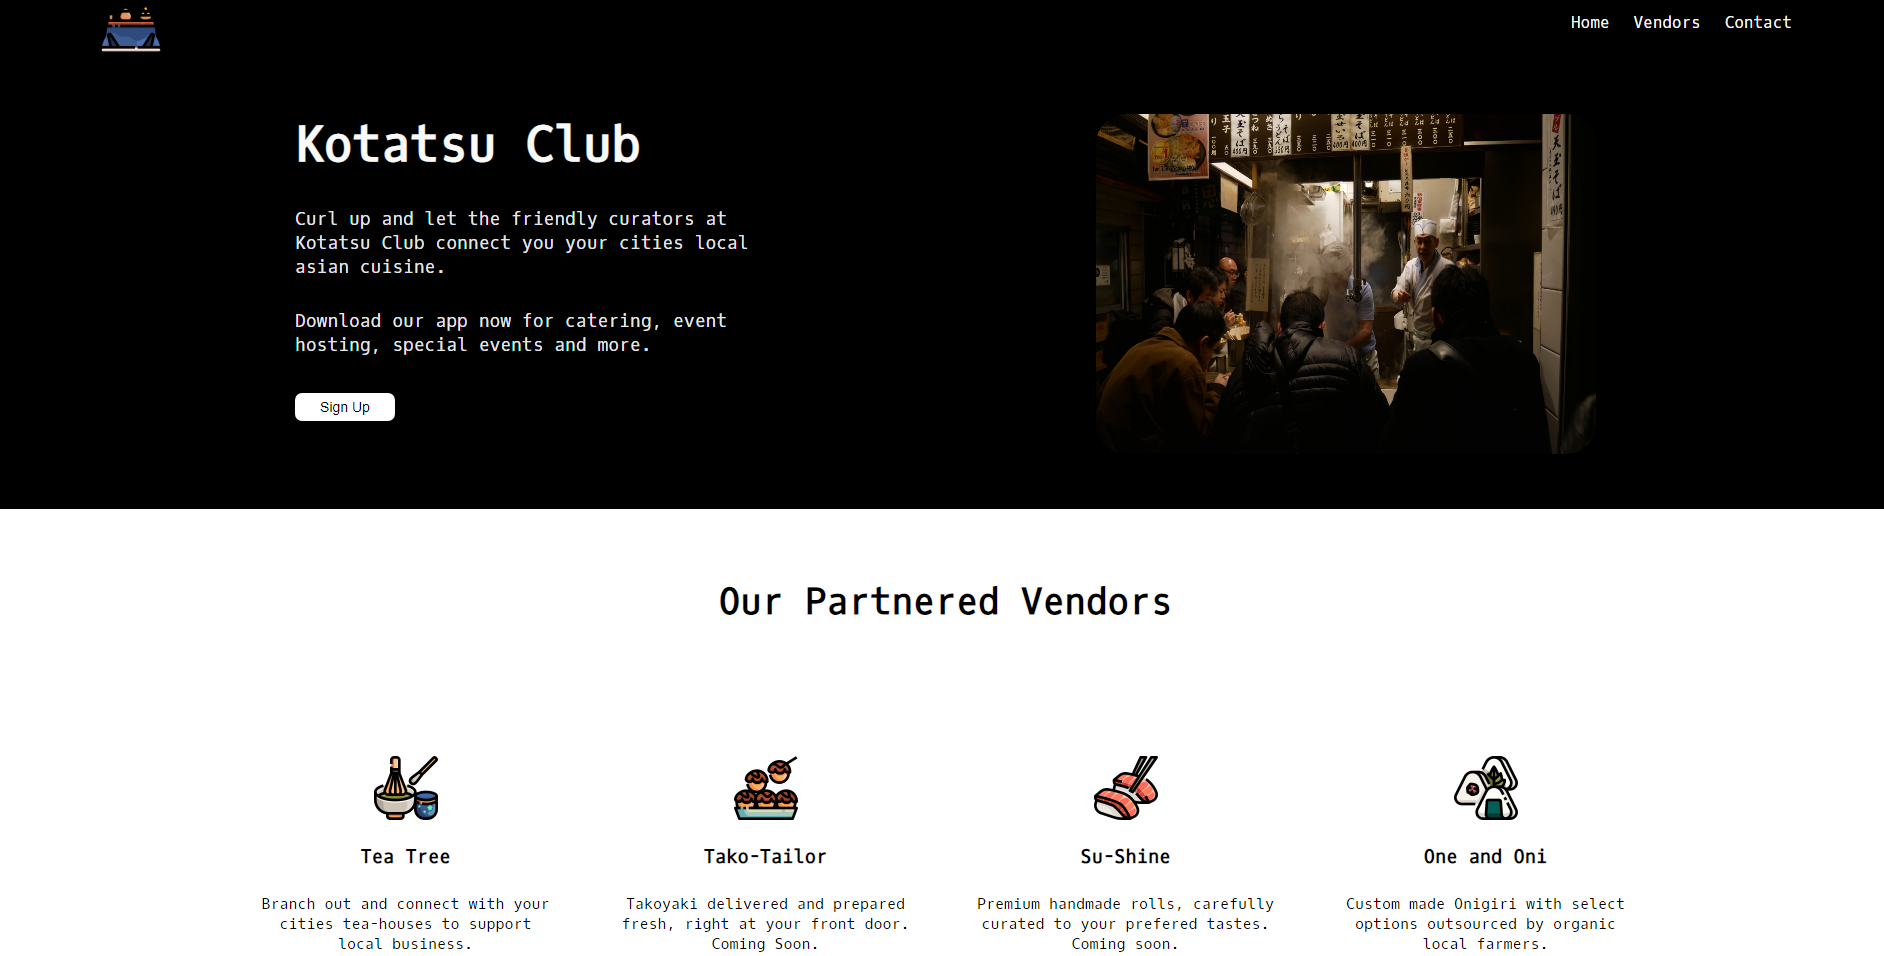 Home Vendors Contact
Kotatsu Club
Curl up and let the friendly curators at
Kotatsu Club connect you your cities local
asian cuisine.
Download our app now for catering, event
hosting, special events and more.
Sign Up
Our Partnered Vendors
Tea Tree
Tako-Tailor
Su-Shine
One and Oni
Branch out and connect with your
cities tea-houses to support
local business.
Takoyaki delivered and prepared
fresh, right at your front door.
Coming Soon.
Premium handmade rolls, carefully
curated to your prefered tastes.
Coming soon.
Custom made Onigiri with select
options outsourced by organic
local farmers.